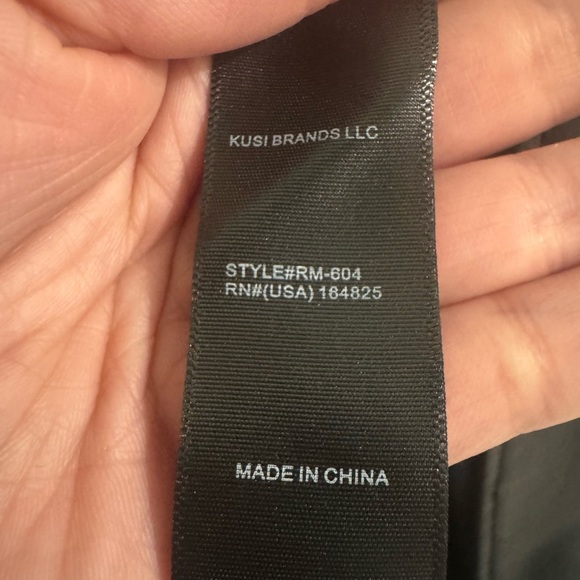 KUSI BRANDS LLC
STYLE#RM-604
RN#(USA) 164825
MADE IN CHINA